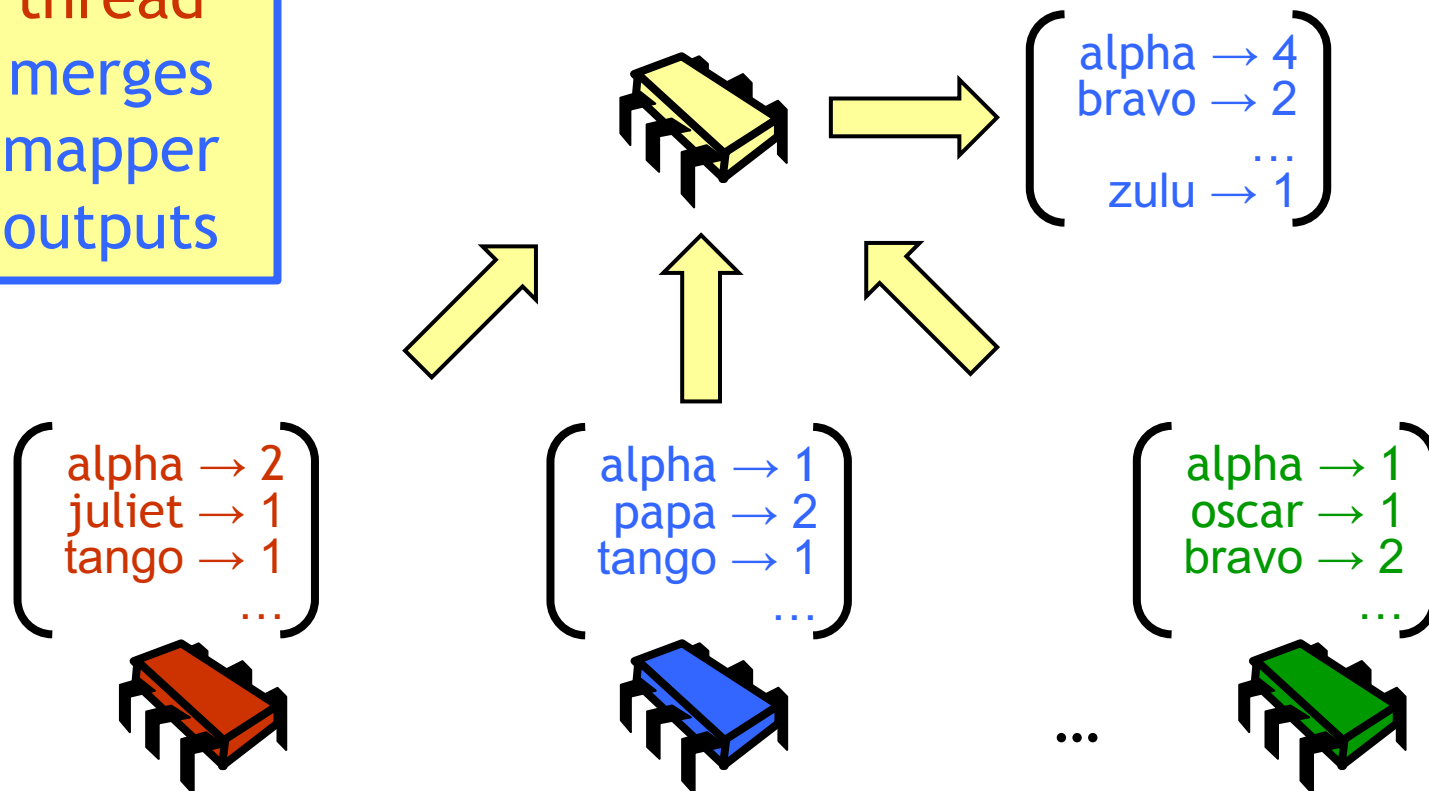 thread
merges
mapper
outputs
alpha → 4
bravo → 2
…
zulu → 1
alpha → 2
juliet → 1
tango → 1
…
alpha → 1
papa → 2
tango → 1
…
alpha → 1
oscar → 1
bravo → 2
…
...